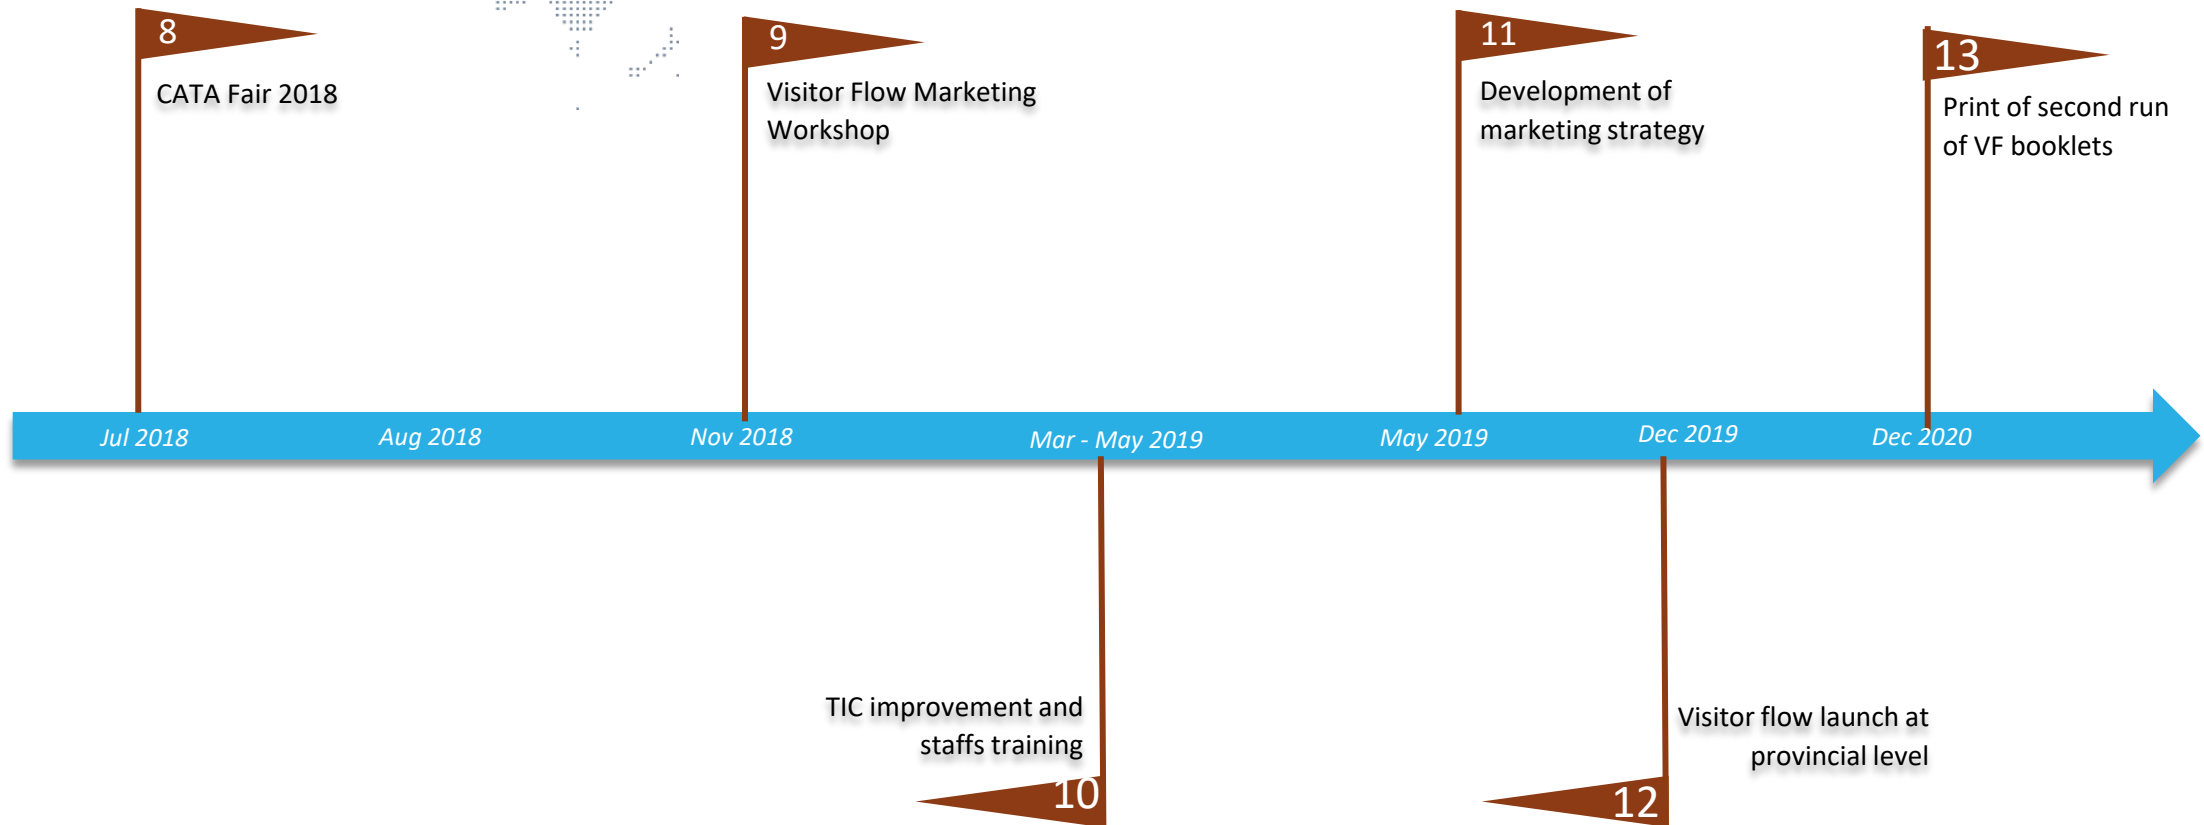 8
CATA Fair 2018
9
Visitor Flow Marketing
Workshop
11
Development of
marketing strategy
13
Print of second run
of VF booklets
Jul 2018
Aug 2018
Nov 2018
Mar - May 2019
May 2019
Dec 2019
Dec 2020
TIC improvement and
staffs training
10
Visitor flow launch at
provincial level
12